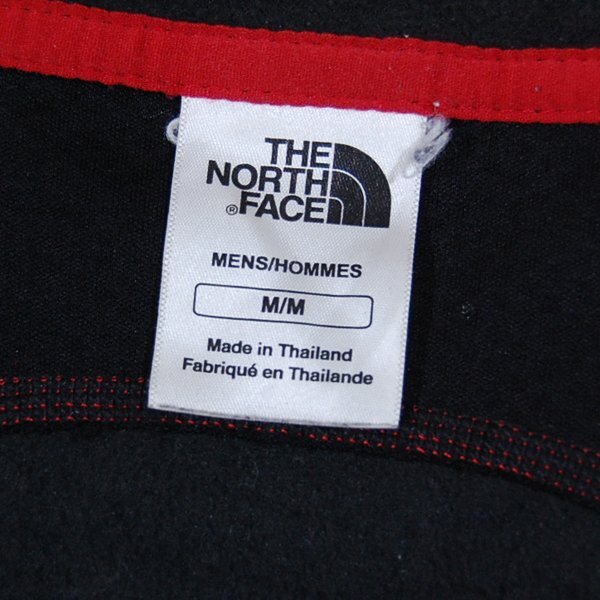 THE
NORTH
® FACE
MENS/HOMMES
M/M
Made in Thailand
Fabriqué en Thailande